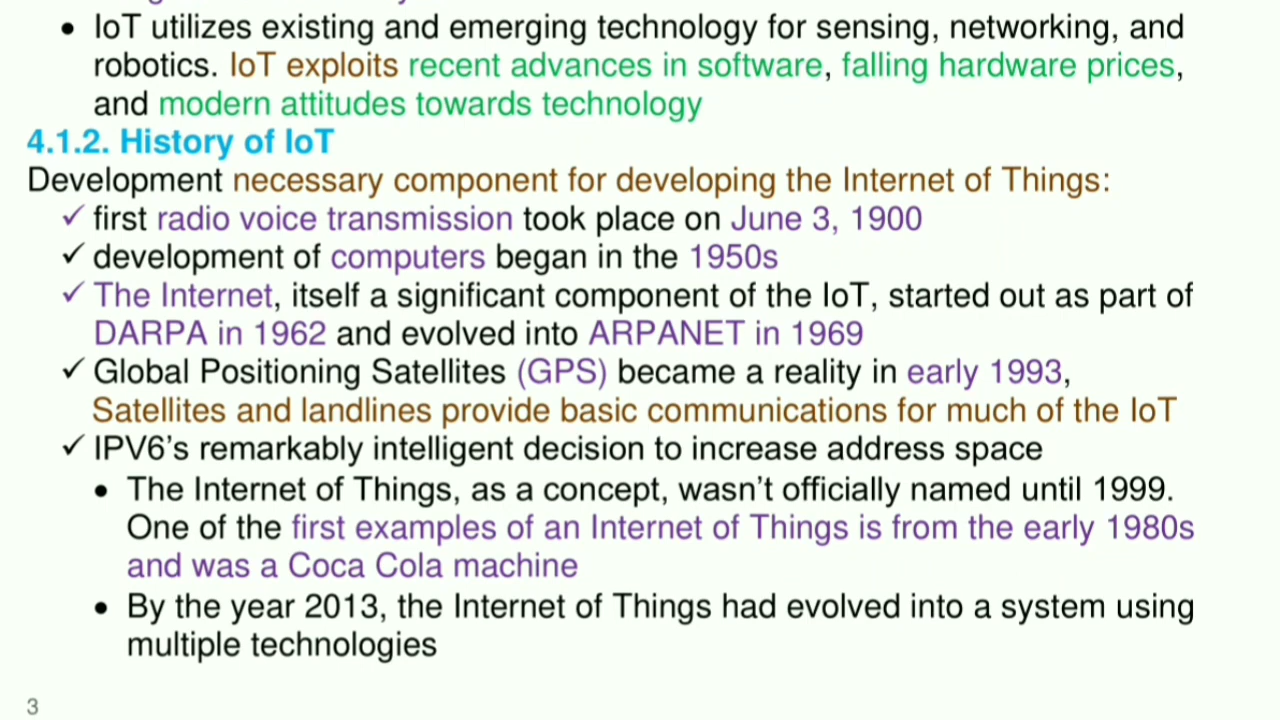 • IoT utilizes existing and emerging technology for sensing, networking, and
robotics. IoT exploits recent advances in software, falling hardware prices,
and modern attitudes towards technology
4.1.2. History of IoT
Development necessary component for developing the Internet of Things:
✓ first radio voice transmission took place on June 3, 1900
✓ development of computers began in the 1950s
✓ The Internet, itself a significant component of the IoT, started out as part of
DARPA in 1962 and evolved into ARPANET in 1969
✓ Global Positioning Satellites (GPS) became a reality in early 1993,
Satellites and landlines provide basic communications for much of the IoT
✓ IPV6’s remarkably intelligent decision to increase address space
• The Internet of Things, as a concept, wasn’t officially named until 1999.
One of the first examples of an Internet of Things is from the early 1980s
and was a Coca Cola machine
• By the year 2013, the Internet of Things had evolved into a system using
multiple technologies
3